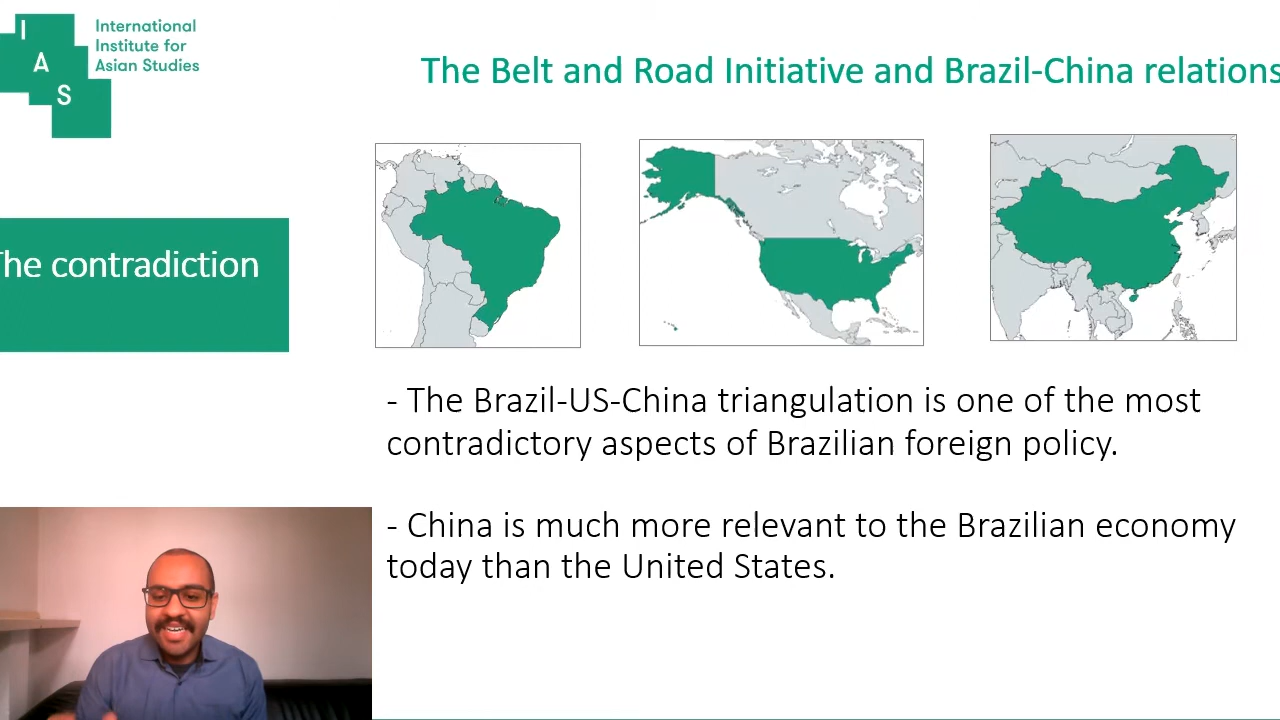 I
A
S
International
Institute for
Asian Studies
The Belt and Road Initiative and Brazil-China relations
The contradiction
- The Brazil-US-China triangulation is one of the most
contradictory aspects of Brazilian foreign policy.
- China is much more relevant to the Brazilian economy
today than the United States.